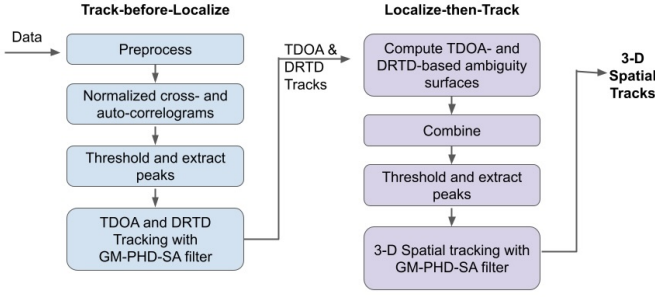 Track-before-Localize
Data
Preprocess
Normalized cross- and
auto-correlograms
Threshold and extract
peaks
TDOA and DRTD
Tracking with
GM-PHD-SA filter
TDOA &
DRTD
Tracks
Localize-then-Track
Compute TDOA- and
DRTD-based ambiguity
surfaces
Combine
Threshold and extract
peaks
3-D Spatial tracking with
GM-PHD-SA filter
3-D
Spatial
Tracks